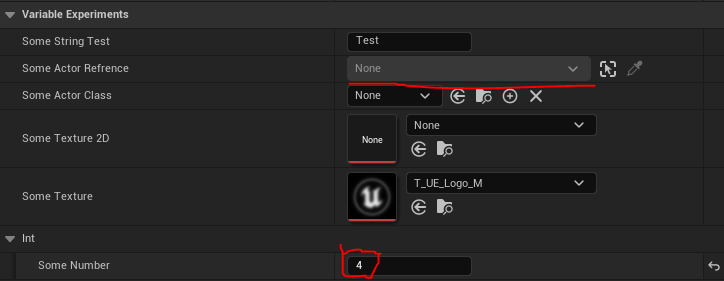 Variable Experiments
Some String Test
Test
Some Actor Refrence
None
Some Actor Class
None
Some Texture 2D
None
None
Some Texture
T_UE_Logo_M
Int
Some Number
4